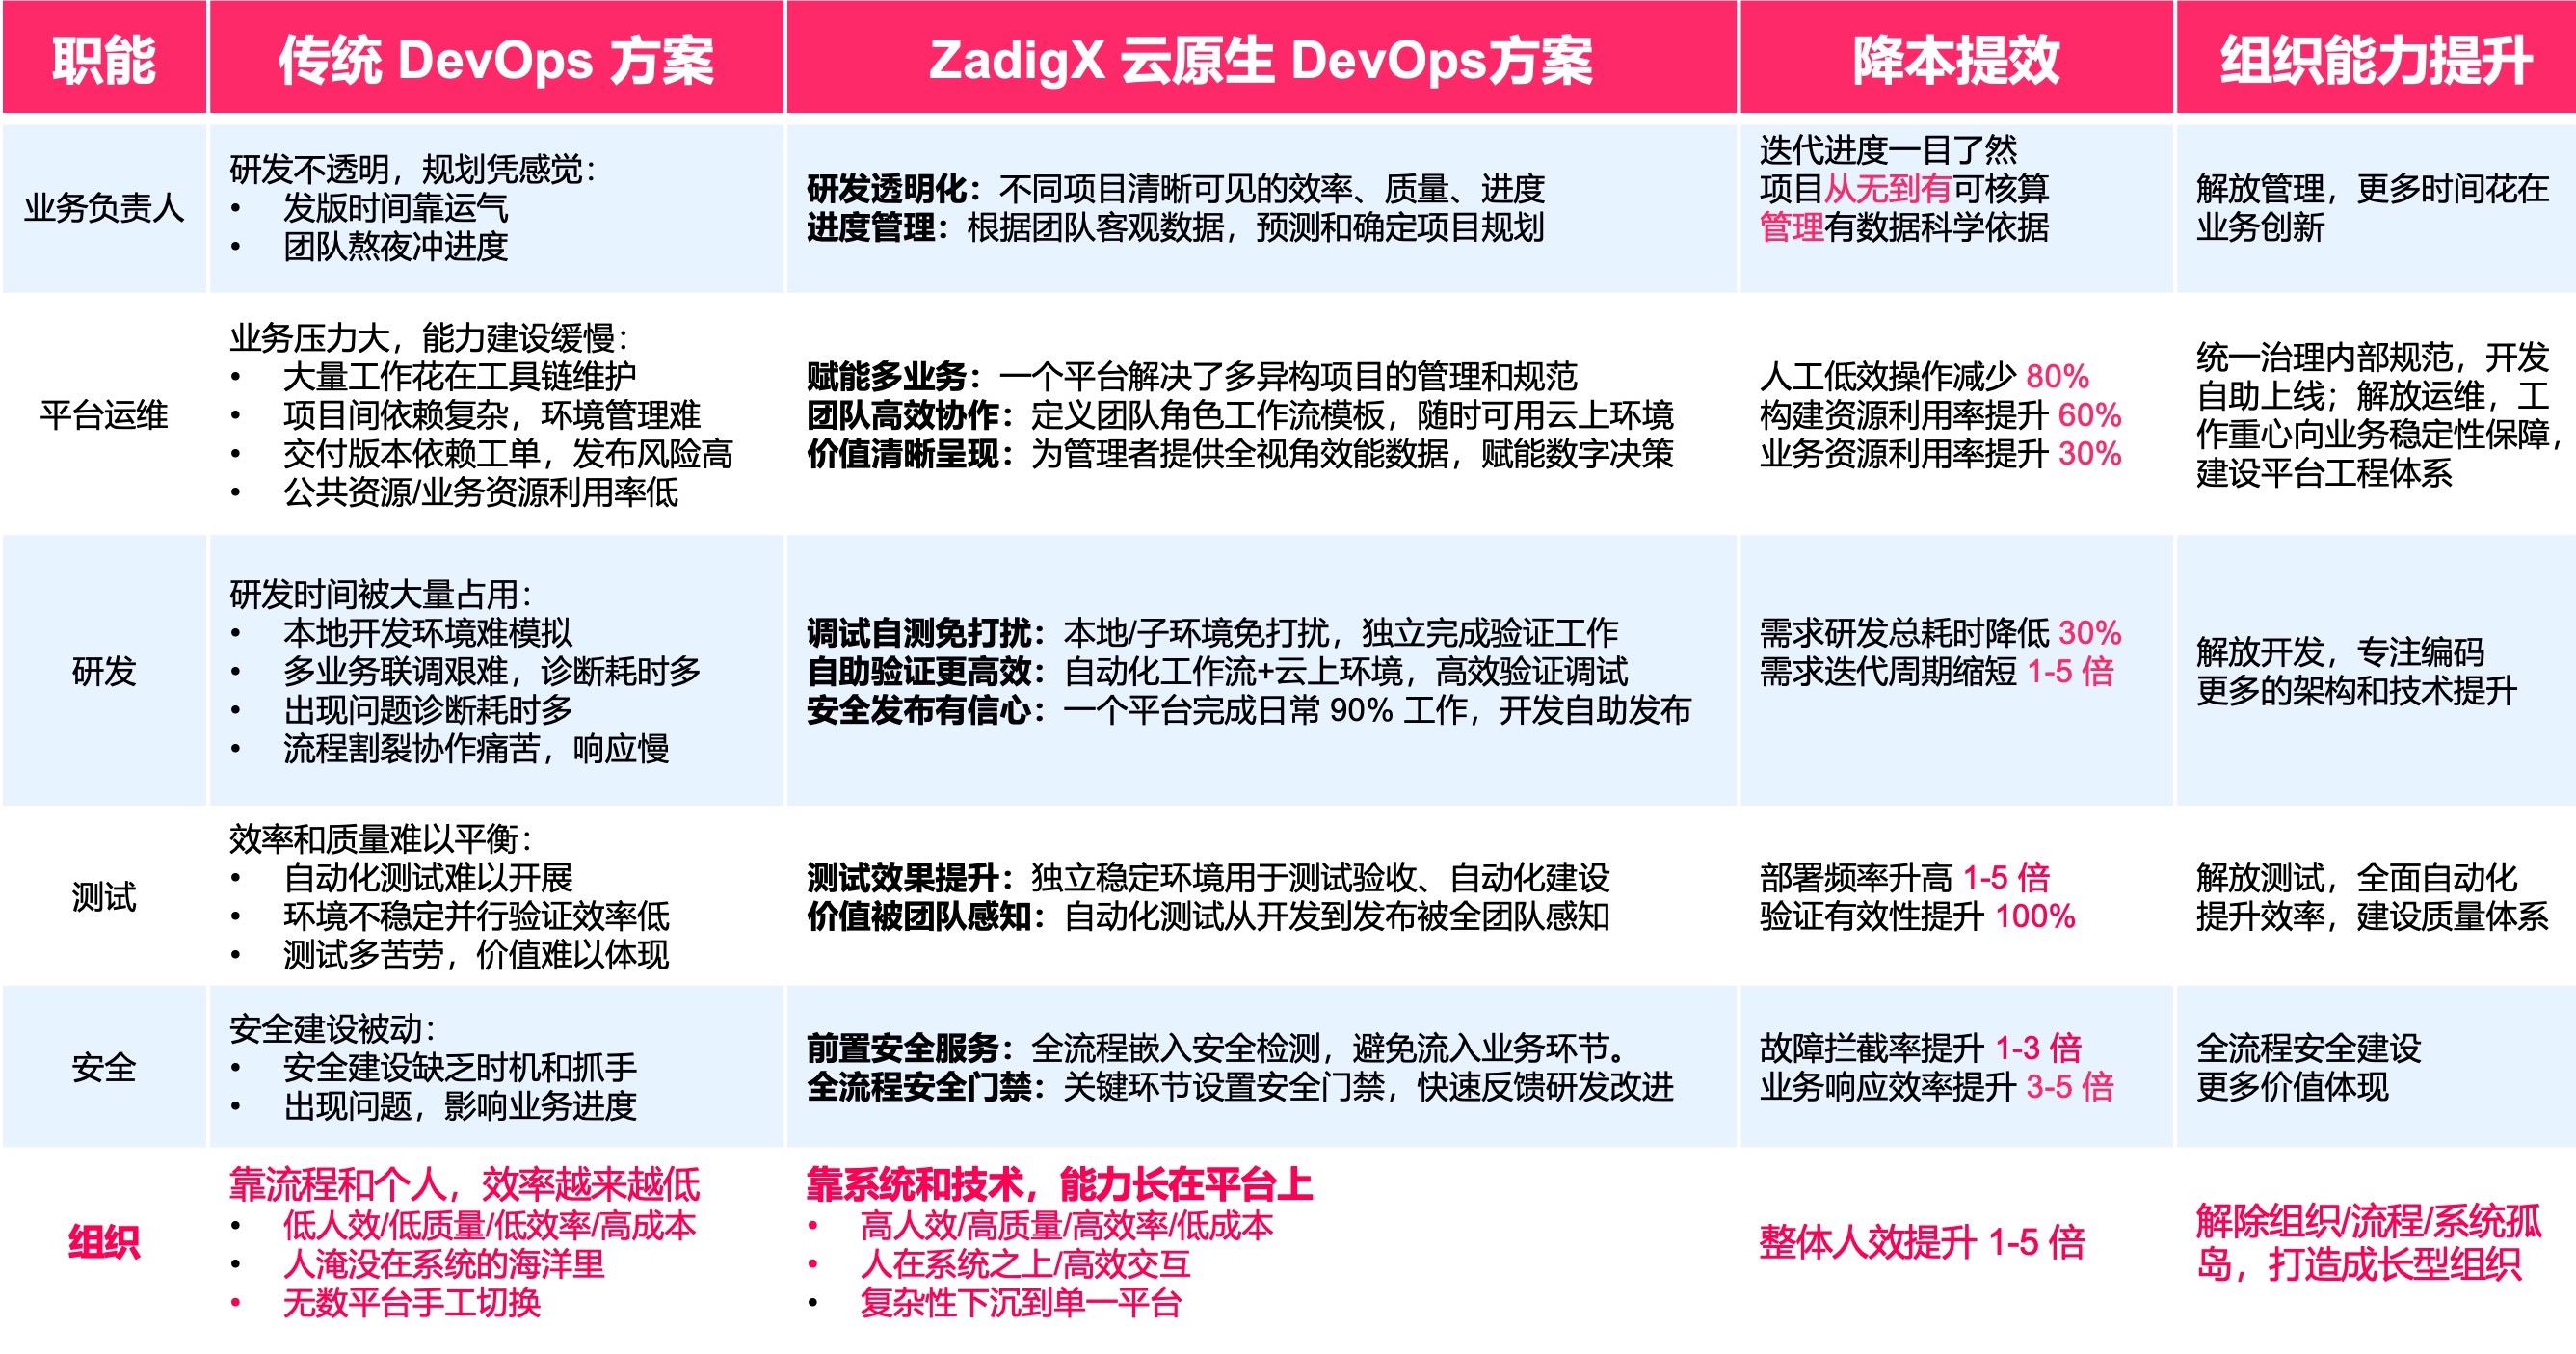 职能
传统 DevOps 方案
ZadigX 云原生 DevOps方案
降本提效
组织能力提升
业务负责人
研发不透明，规划凭感觉：
• 发版时间靠运气
• 团队熬夜冲进度
研发透明化：不同项目清晰可见的效率、质量、进度
进度管理：根据团队客观数据，预测和确定项目规划
迭代进度一目了然
项目从无到有可核算
管理有数据科学依据
解放管理，更多时间花在
业务创新
平台运维
业务压力大，能力建设缓慢：
• 大量工作花在工具链维护
• 项目间依赖复杂，环境管理难
• 交付版本依赖工单，发布风险高
• 公共资源/业务资源利用率低
赋能多业务：一个平台解决了多异构项目的管理和规范
团队高效协作：定义团队角色工作流模板，随时可用云上环境
价值清晰呈现：为管理者提供全视角效能数据，赋能数字决策
人工低效操作减少 80%
构建资源利用率提升 60%
业务资源利用率提升 30%
统一治理内部规范，开发
自助上线；解放运维，工
作重心向业务稳定性保障，
建设平台工程体系
研发
研发时间被大量占用：
• 本地开发环境难模拟
• 多业务联调艰难，诊断耗时多
• 出现问题诊断耗时多
• 流程割裂协作痛苦，响应慢
调试自测免打扰：本地/子环境免打扰，独立完成验证工作
自助验证更高效：自动化工作流+云上环境，高效验证调试
安全发布有信心：一个平台完成日常 90% 工作，开发自助发布
需求研发总耗时降低 30%
需求迭代周期缩短 1-5 倍
解放开发，专注编码
更多的架构和技术提升
测试
效率和质量难以平衡：
• 自动化测试难以开展
• 环境不稳定并行验证效率低
• 测试多苦劳，价值难以体现
测试效果提升：独立稳定环境用于测试验收、自动化建设
价值被团队感知：自动化测试从开发到发布被全团队感知
部署频率升高 1-5 倍
验证有效性提升 100%
解放测试，全面自动化
提升效率，建设质量体系
安全
安全建设被动：
• 安全建设缺乏时机和抓手
• 出现问题，影响业务进度
前置安全服务：全流程嵌入安全检测，避免流入业务环节。
全流程安全门禁：关键环节设置安全门禁，快速反馈研发改进
故障拦截率提升 1-3 倍
业务响应效率提升 3-5 倍
全流程安全建设
更多价值体现
组织
靠流程和个人，效率越来越低
• 低人效/低质量/低效率/高成本
• 人淹没在系统的海洋里
• 无数平台手工切换
靠系统和技术，能力长在平台上
• 高人效/高质量/高效率/低成本
• 人在系统之上/高效交互
• 复杂性下沉到单一平台
整体人效提升 1-5 倍
解除组织/流程/系统孤
岛，打造成长型组织